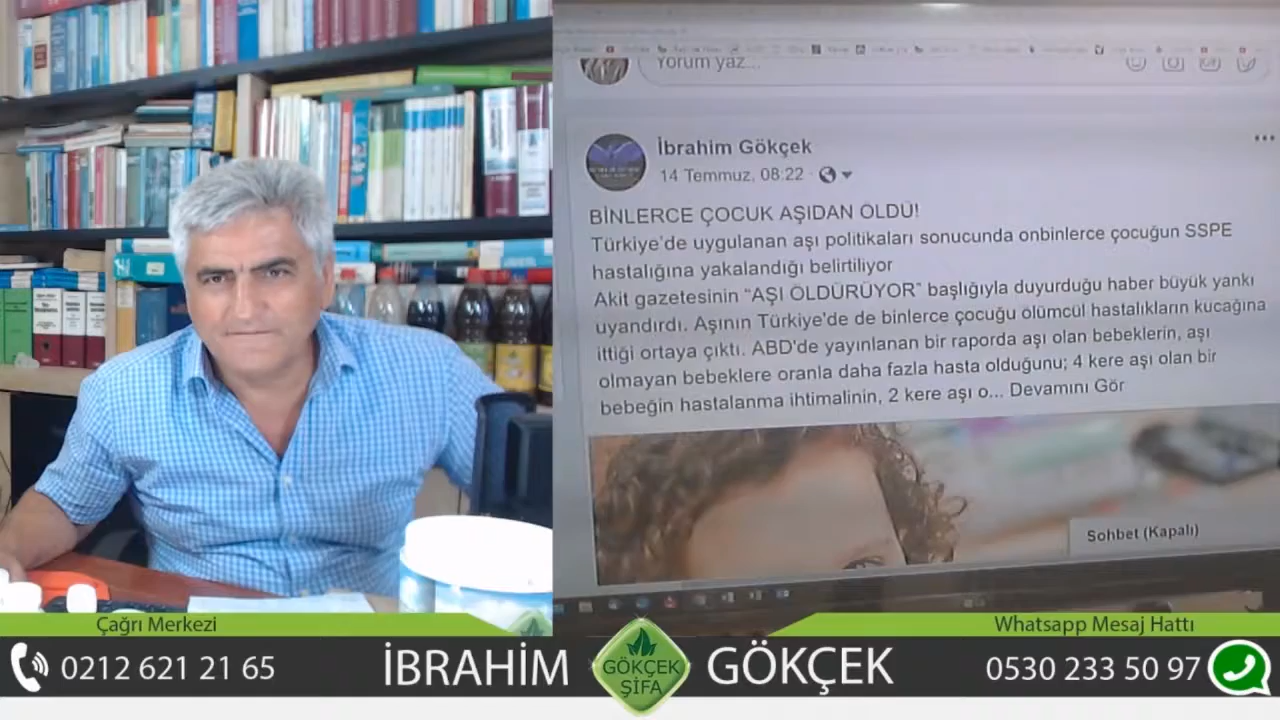 Yorum yaz...
İbrahim Gökçek
14 Temmuz, 08:22
BİNLERCE ÇOCUK AŞIDAN ÖLDÜ!
Türkiye'de uygulanan aşı politikaları sonucunda onbinlerce çocuğun SSPE
hastalığına yakalandığı belirtiliyor
Akit gazetesinin “AŞI ÖLDÜRÜYOR” başlığıyla duyurduğu haber büyük yankı
uyandırdı. Aşının Türkiye'de de binlerce çocuğu ölümcül hastalıkların kucağına
ittiği ortaya çıktı. ABD'de yayınlanan bir raporda aşı olan bebeklerin, aşı
olmayan bebeklere oranla daha fazla hasta olduğunu; 4 kere aşı olan bir
bebeğin hastalanma ihtimalinin, 2 kere aşı o... Devamını Gör
Sohbet (Kapalı)
Çağrı Merkezi
Whatsapp Mesaj Hattı
0212 621 21 65
İBRAHİM
GÖKÇEK
ŞİFA
GÖKÇEK
0530 233 50 97